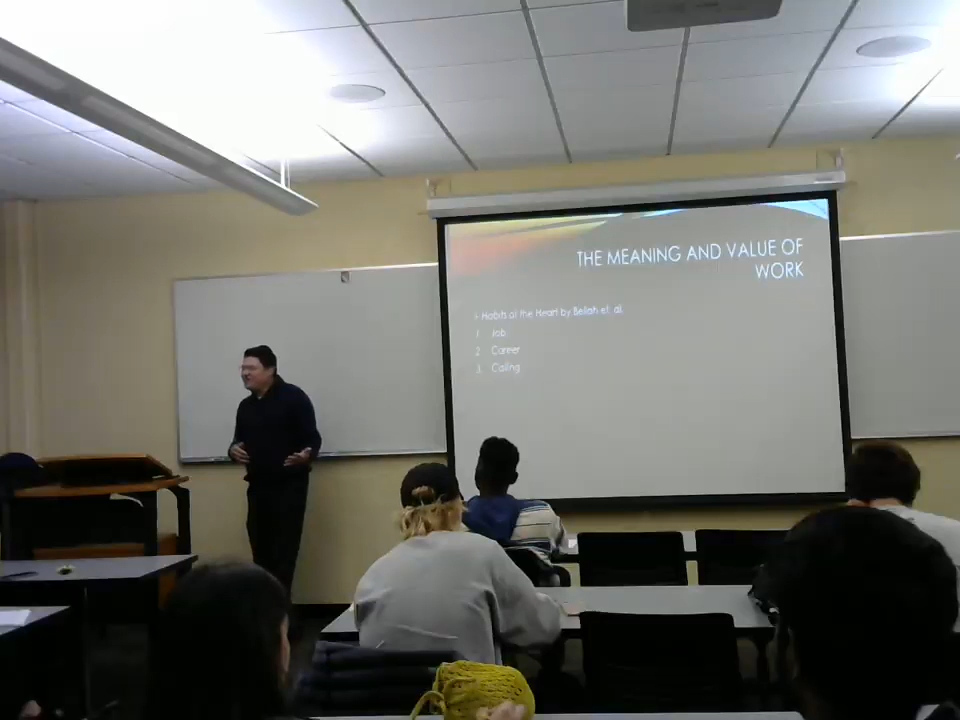 THE MEANING AND VALUE OF
WORK
Habits of the Heart by Bellah et. al.
1. Job
2. Career
3. Calling